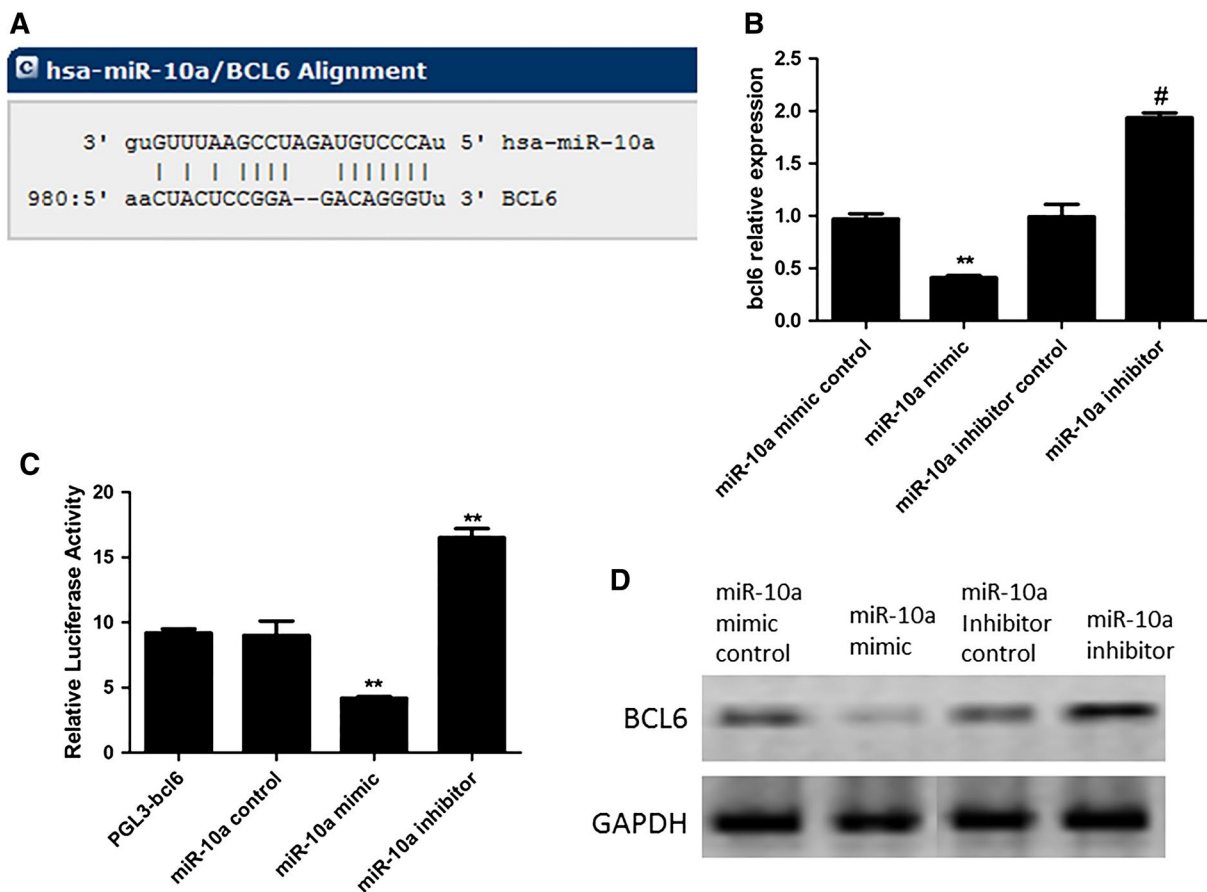 A
C hsa-miR-10a/BCL6 Alignment
3' guGUUUAAGCCUAGAUGUCCCAu 5' hsa-miR-10a
| | | |||| |||||||
980:5' aaCUACUCCGGA--GACAGGGUu 3' BCL6
B
bcl6 relative expression
2.5
2.0
1.5
1.0
0.5
0.0
**
#
miR-10a mimic control
miR-10a mimic
miR-10a inhibitor control
miR-10a inhibitor
C
Relative Luciferase Activity
20
15
10
5
0
**
**
PGL3-bcl6
miR-10a control
miR-10a mimic
miR-10a inhibitor
D
miR-10a
mimic
control
miR-10a
mimic
miR-10a
Inhibitor
control
miR-10a
inhibitor
BCL6
GAPDH